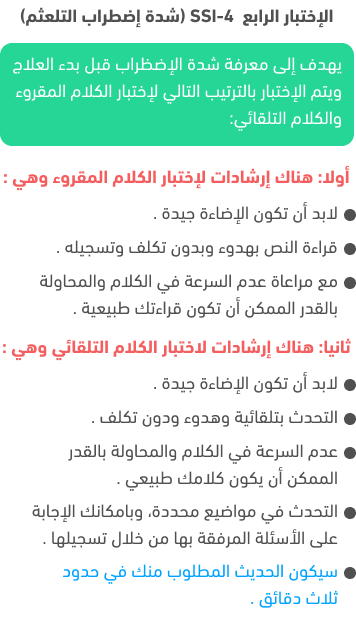 الإختبار الرابع SSI-4 (شدة إضطراب التلعثم)
يهدف إلى معرفة شدة الإضظراب قبل بدء العلاج
ويتم الإختبار بالترتيب التالي لإختبار الكلام المقروء
والكلام التلقائي:
أولا: هناك إرشادات لإختبار الكلام المقروء وهي :
● لابد أن تكون الإضاءة جيدة .
● قراءة النص بهدوء وبدون تكلف وتسجيله .
● مع مراعاة عدم السرعة في الكلام والمحاولة
بالقدر الممكن أن تكون قراءتك طبيعية .
ثانيا: هناك إرشادات لاختبار الكلام التلقائي وهي :
● لابد أن تكون الإضاءة جيدة .
● التحدث بتلقائية وهدوء ودون تكلف .
● عدم السرعة في الكلام والمحاولة بالقدر
الممكن أن يكون كلامك طبيعي .
● التحدث في مواضيع محددة، وبامكانك الإجابة
على الأسئلة المرفقة بها من خلال تسجيلها .
● سيكون الحديث المطلوب منك في حدود
ثلاث دقائق .